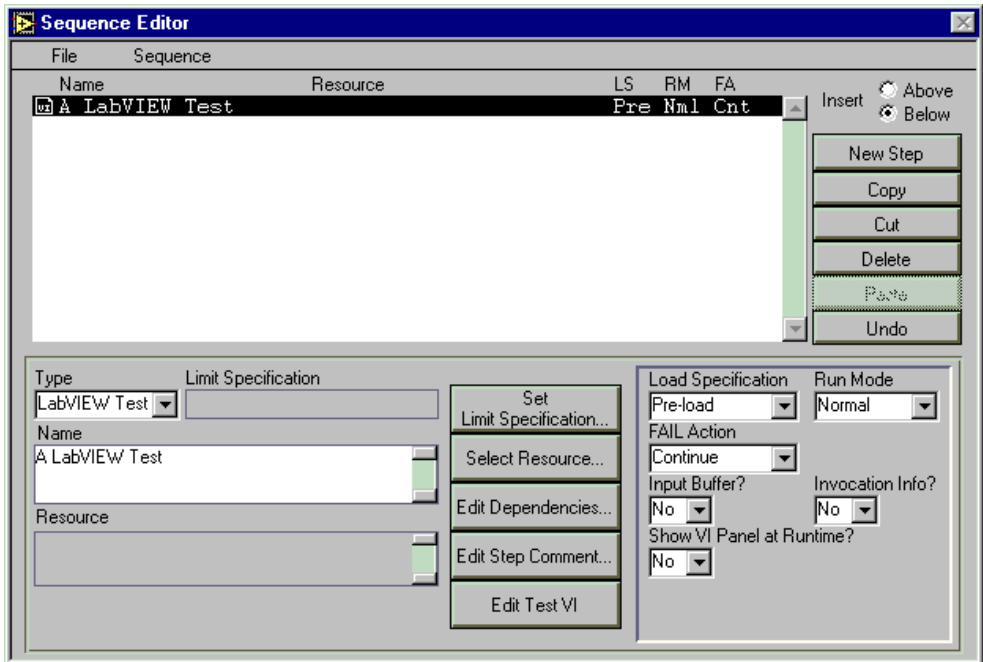 Sequence Editor
File Sequence
Name Resource LS RM FA
A LabVIEW Test Pre Nml Cnt
Insert
Above
Below
New Step
Copy
Cut
Delete
Paste
Undo
Type Limit Specification
LabVIEW Test
Name
A LabVIEW Test
Resource
Set
Limit Specification...
Select Resource...
Edit Dependencies...
Edit Step Comment...
Edit Test VI
Load Specification Run Mode
Pre-load Normal
FAIL Action
Continue
Input Buffer? Invocation Info?
No No
Show VI Panel at Runtime?
No